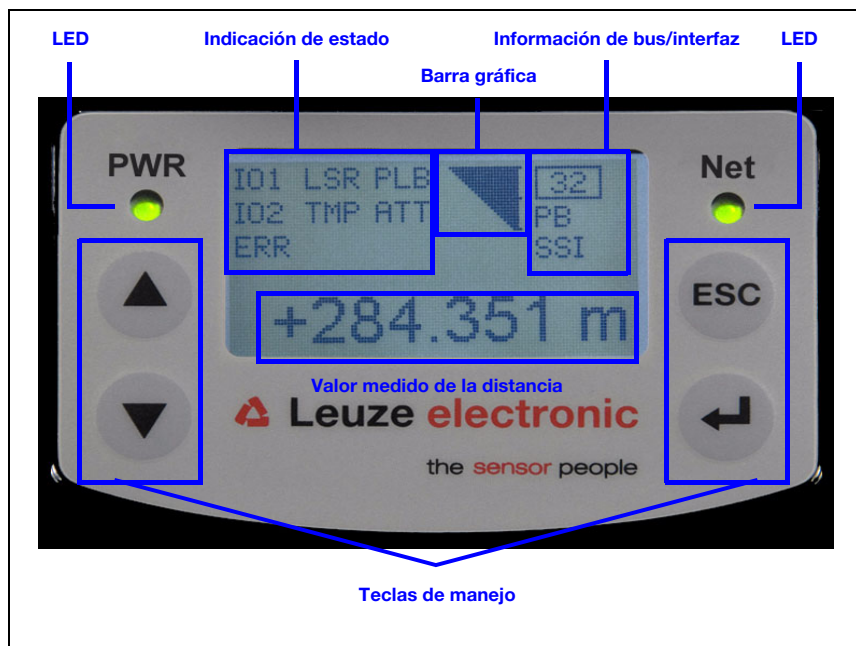 LED
Indicación de estado
Información de bus/interfaz
LED
Barra gráfica
PWR
Net
IO1 LSR PLB
32
IO2 TMP ATT
PB
ERR
SSI
ESC
+284.351 m
Valor medido de la distancia
Leuze electronic
the sensor people
Teclas de manejo